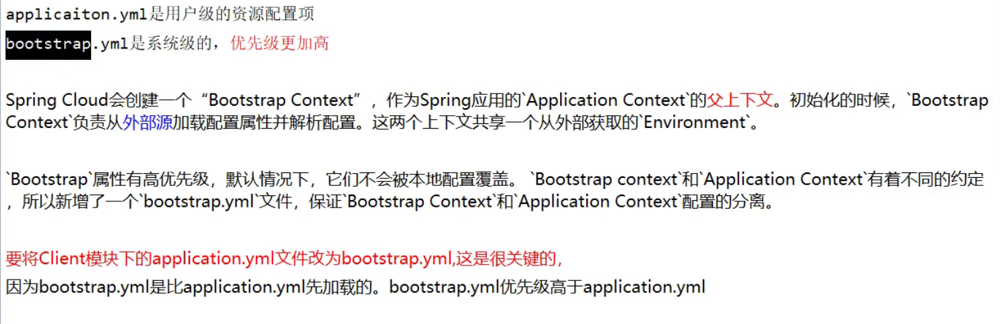 applicaiton.yml是用户级的资源配置项
bootstrap.yml是系统级的，优先级更加高
Spring Cloud会创建一个“Bootstrap Context”，作为Spring应用的`Application Context`的父上下文。初始化的时候，`Bootstrap
Context`负责从外部源加载配置属性并解析配置。这两个上下文共享一个从外部获取的`Environment`。
`Bootstrap`属性有高优先级，默认情况下，它们不会被本地配置覆盖。 `Bootstrap context`和`Application Context`有着不同的约定
，所以新增了一个`bootstrap.yml`文件，保证`Bootstrap Context`和`Application Context`配置的分离。
要将Client模块下的application.yml文件改为bootstrap.yml,这是很关键的，
因为bootstrap.yml是比application.yml先加载的。bootstrap.yml优先级高于application.yml